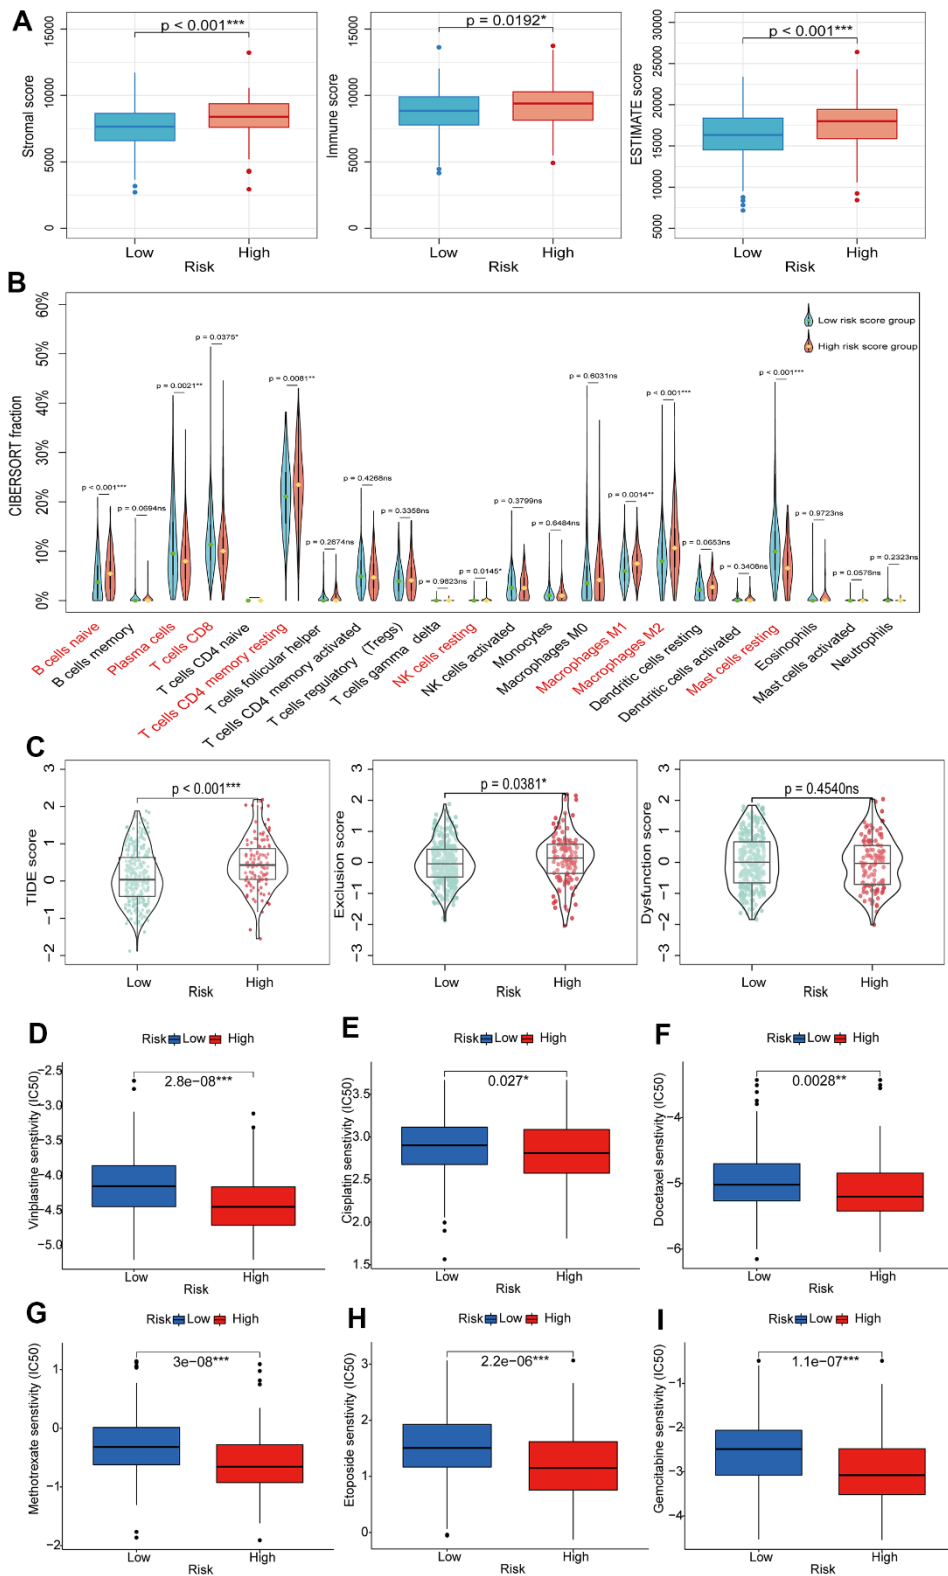 A
p < 0.001***
p = 0.0192*
p < 0.001***
Stromal score
15000
10000
5000
0
Low
High
Risk
Immune score
15000
10000
5000
0
Low
High
Risk
ESTIMATE score
30000
25000
20000
15000
10000
5000
Low
High
Risk
B
CIBERSORT fraction
60%
50%
40%
30%
20%
10%
0%
Low risk score group
High risk score group
p < 0.001***
p = 0.0694ns
p = 0.0021**
p = 0.0375*
p = 0.0081**
p = 0.2874ns
p = 0.4268ns
p = 0.3358ns
p = 0.9823ns
p = 0.0145*
p = 0.3799ns
p = 0.6484ns
p = 0.6031ns
p = 0.0014**
p < 0.001***
p = 0.0653ns
p = 0.3408ns
p < 0.001***
p = 0.9723ns
p = 0.0576ns
p = 0.2323ns
B cells naive
B cells memory
Plasma cells
T cells CD8
T cells CD4 naive
T cells CD4 memory resting
T cells follicular helper
T cells CD4 memory activated
T cells regulatory (Tregs)
T cells gamma delta
NK cells resting
NK cells activated
Monocytes
Macrophages M0
Macrophages M1
Macrophages M2
Dendritic cells resting
Dendritic cells activated
Mast cells resting
Eosinophils
Mast cells activated
Neutrophils
C
TIDE score
3
2
1
0
−1
−2
p < 0.001***
Low
High
Risk
Exclusion score
3
2
1
0
−1
−2
−3
p = 0.0381*
Low
High
Risk
Dysfunction score
3
2
1
0
−1
−2
−3
p = 0.4540ns
Low
High
Risk
D
Risk Low High
Vinblastine senstivity (IC50)
−2.5
−3.0
−3.5
−4.0
−4.5
−5.0
2.8e−08***
Low
High
Risk
E
Risk Low High
Cisplatin senstivity (IC50)
3.5
3.0
2.5
2.0
1.5
0.027*
Low
High
Risk
F
Risk Low High
Docetaxel sensitivity (IC50)
−4
−5
−6
0.0028**
Low
High
Risk
G
Risk Low High
Methotrexate senstivity (IC50)
1
0
−1
−2
3e−08***
Low
High
Risk
H
Risk Low High
Etoposide senstivity (IC50)
3
2
1
0
2.2e−06***
Low
High
Risk
I
Risk Low High
Gemcitabine senstivity (IC50)
−1
−2
−3
−4
1.1e−07***
Low
High
Risk